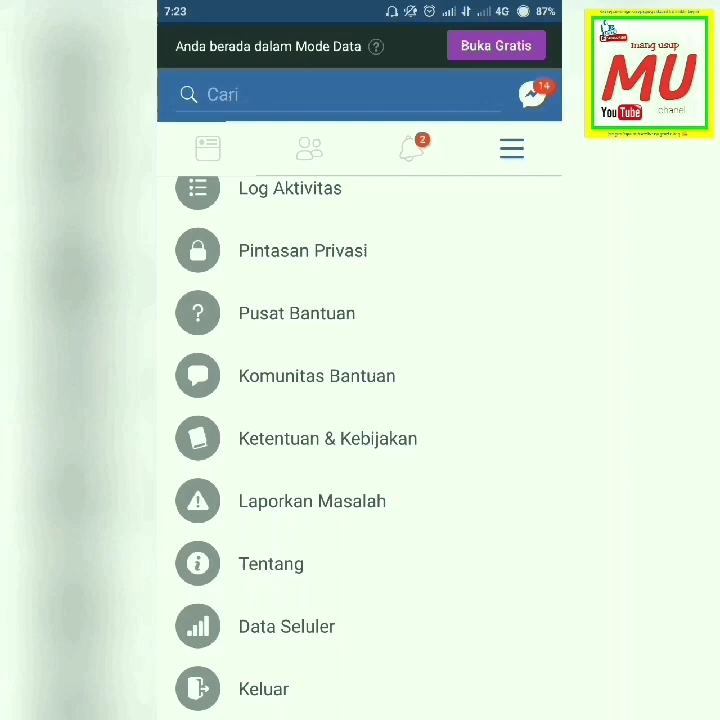 7:23
4G
87%
Anda berada dalam Mode Data ?
Buka Gratis
Cari
14
2
Log Aktivitas
Pintasan Privasi
? Pusat Bantuan
Komunitas Bantuan
Ketentuan & Kebijakan
! Laporkan Masalah
i Tentang
Data Seluler
Keluar
mang usup
MU
YouTube
chanel